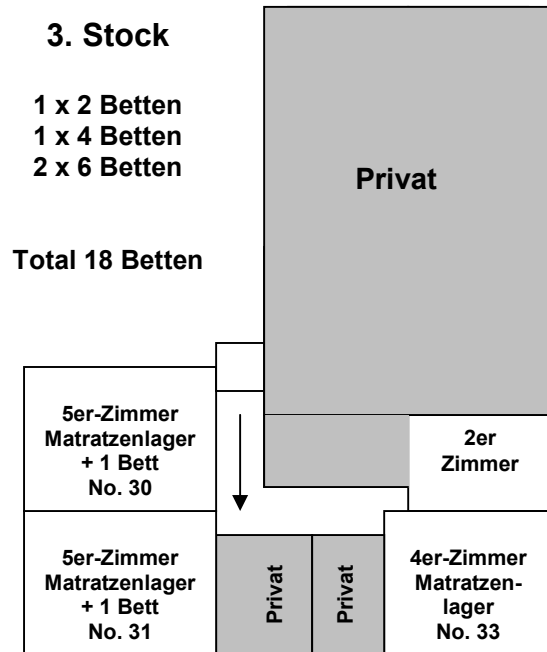 3. Stock
1 x 2 Betten
1 x 4 Betten
2 x 6 Betten
Total 18 Betten
Privat
5er-Zimmer
Matratzenlager
+ 1 Bett
No. 30
2er
Zimmer
5er-Zimmer
Matratzenlager
+ 1 Bett
No. 31
Privat
Privat
4er-Zimmer
Matratzen-
lager
No. 33